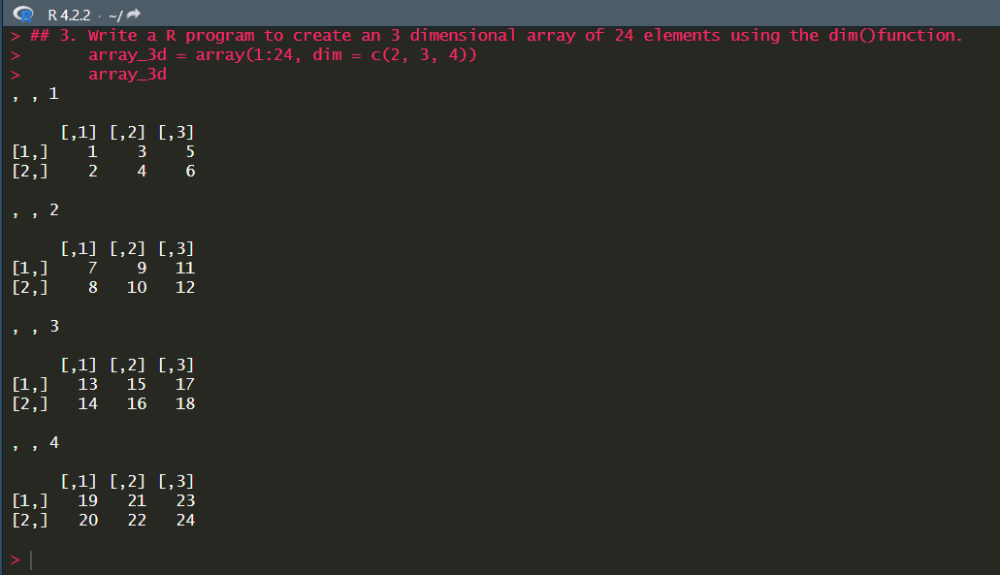 R 4.2.2 · ~/
> ## 3. Write a R program to create an 3 dimensional array of 24 elements using the dim()function.
>       array_3d = array(1:24, dim = c(2, 3, 4))
>       array_3d
, , 1
     [,1] [,2] [,3]
[1,]    1    3    5
[2,]    2    4    6
, , 2
     [,1] [,2] [,3]
[1,]    7    9   11
[2,]    8   10   12
, , 3
     [,1] [,2] [,3]
[1,]   13   15   17
[2,]   14   16   18
, , 4
     [,1] [,2] [,3]
[1,]   19   21   23
[2,]   20   22   24
>